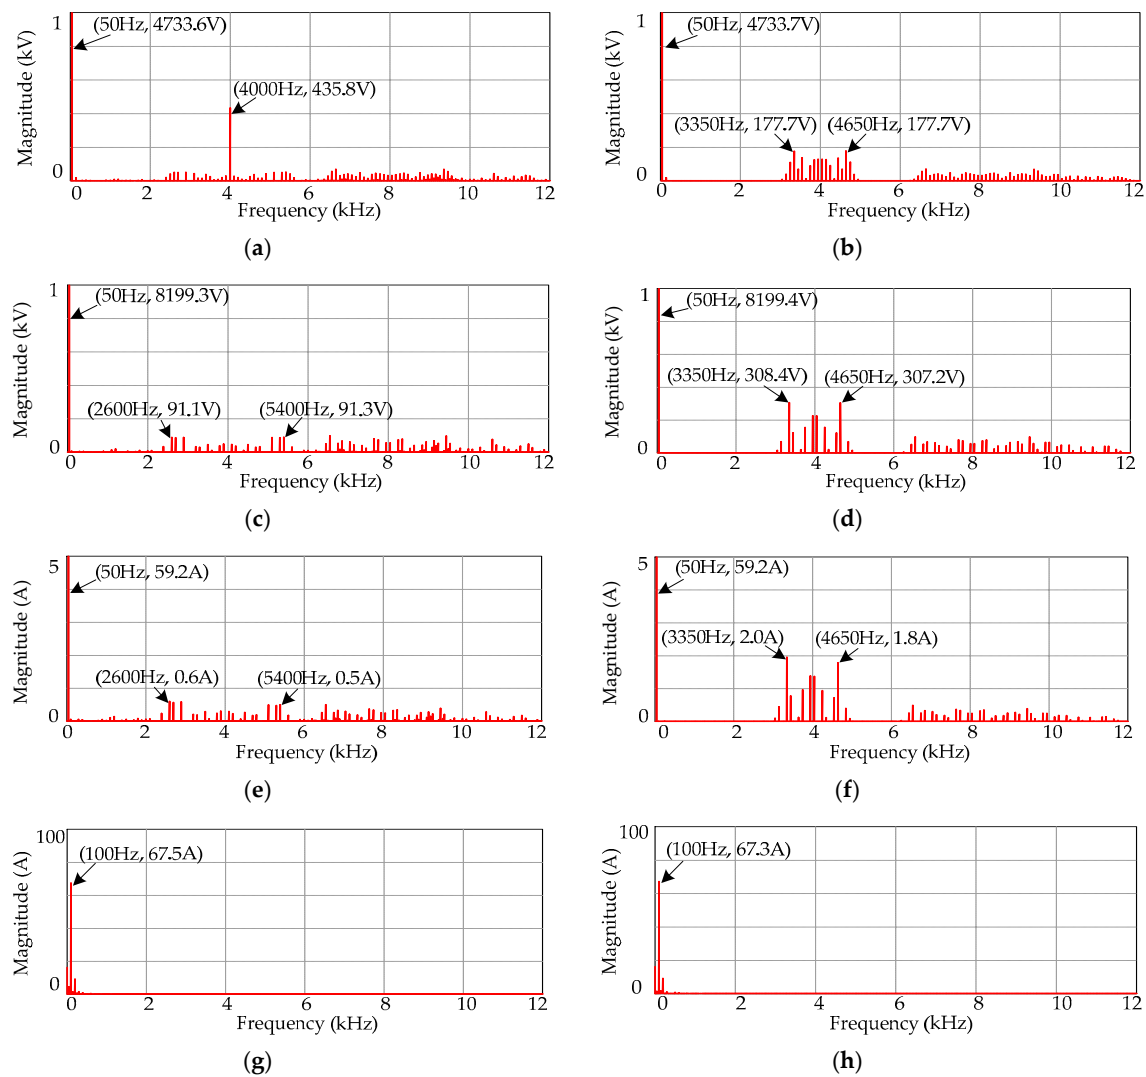 1
(50Hz, 4733.6V)
(4000Hz, 435.8V)
Magnitude (kV)
0
0 2 4 6 8 10 12
Frequency (kHz)
(a)
1
(50Hz, 4733.7V)
(3350Hz, 177.7V)
(4650Hz, 177.7V)
Magnitude (kV)
0
0 2 4 6 8 10 12
Frequency (kHz)
(b)
1
(50Hz, 8199.3V)
(2600Hz, 91.1V)
(5400Hz, 91.3V)
Magnitude (kV)
0
0 2 4 6 8 10 12
Frequency (kHz)
(c)
1
(50Hz, 8199.4V)
(3350Hz, 308.4V)
(4650Hz, 307.2V)
Magnitude (kV)
0
0 2 4 6 8 10 12
Frequency (kHz)
(d)
5
(50Hz, 59.2A)
(2600Hz, 0.6A)
(5400Hz, 0.5A)
Magnitude (A)
0
0 2 4 6 8 10 12
Frequency (kHz)
(e)
5
(50Hz, 59.2A)
(3350Hz, 2.0A)
(4650Hz, 1.8A)
Magnitude (A)
0
0 2 4 6 8 10 12
Frequency (kHz)
(f)
100
(100Hz, 67.5A)
Magnitude (A)
0
0 2 4 6 8 10 12
Frequency (kHz)
(g)
100
(100Hz, 67.3A)
Magnitude (A)
0
0 2 4 6 8 10 12
Frequency (kHz)
(h)